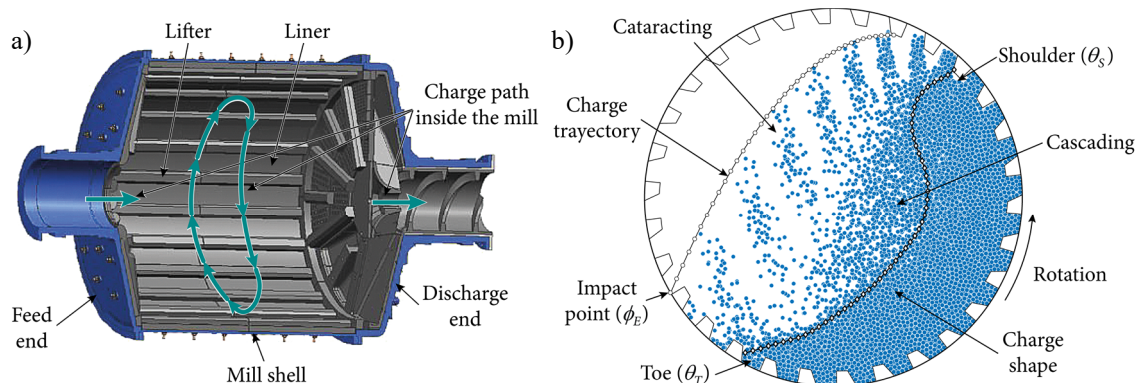 a)
Lifter
Liner
Charge path
inside the mill
Feed
end
Mill shell
Discharge
end
b)
Cataracting
Charge
trajectory
Shoulder (θS)
Cascading
Rotation
Impact
point (ϕE)
Toe (θT)
Charge
shape